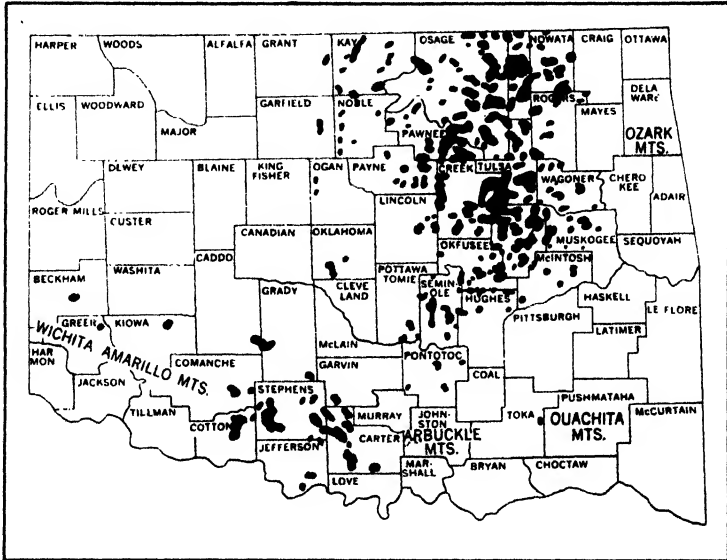 HARPER WOODS ALFALFA GRANT KAY OSAGE NOWATA CRAIG OTTAWA
ELLIS WOODWARD MAJOR GARFIELD NOBLE PAWNEE ROGERS MAYES DELA
WARE
OZARK
MTS.
DEWEY BLAINE KING
FISHER
OGAN PAYNE CREEK TULSA WAGONER CHERO
KEE
ADAIR
ROGER MILLS
CUSTER
LINCOLN
CANADIAN OKLAHOMA
OKFUSEE MUSKOGEE SEQUOYAH
BECKHAM WASHITA CADDO
GRADY CLEVE
LAND
POTTAWA
TOMIE
SEMIN-
OLE
HUGHES McINTOSH
HASKELL LE FLORE
GREER KIOWA
WICHITA AMARILLO MTS.
McLAIN
PITTSBURGH
LATIMER
HAR
MON
JACKSON
COMANCHE
GARVIN PONTOTOC
COAL
STEPHENS
TILLMAN
COTTON
MURRAY JOHN-
STON
TOKA
PUSHMATAHA
McCURTAIN
JEFFERSON
CARTER
ARBUCKLE
MTS.
OUACHITA
MTS.
MAR-
SHALL
BRYAN CHOCTAW
LOVE